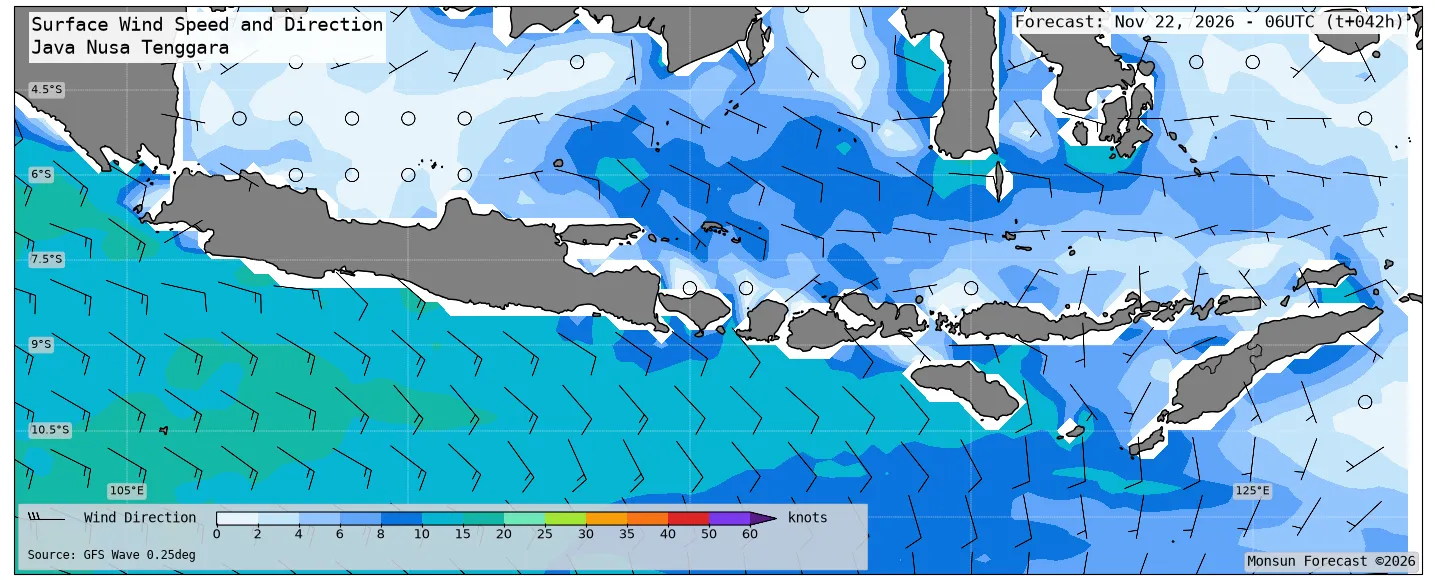 Surface Wind Speed and Direction
Java Nusa Tenggara
Forecast: Nov 22, 2026 - 06UTC (t+042h)
4.5°S
6°S
7.5°S
9°S
10.5°S
105°E
125°E
Wind Direction
0 2 4 6 8 10 15 20 25 30 35 40 50 60
knots
Source: GFS Wave 0.25deg
Monsun Forecast ©2026